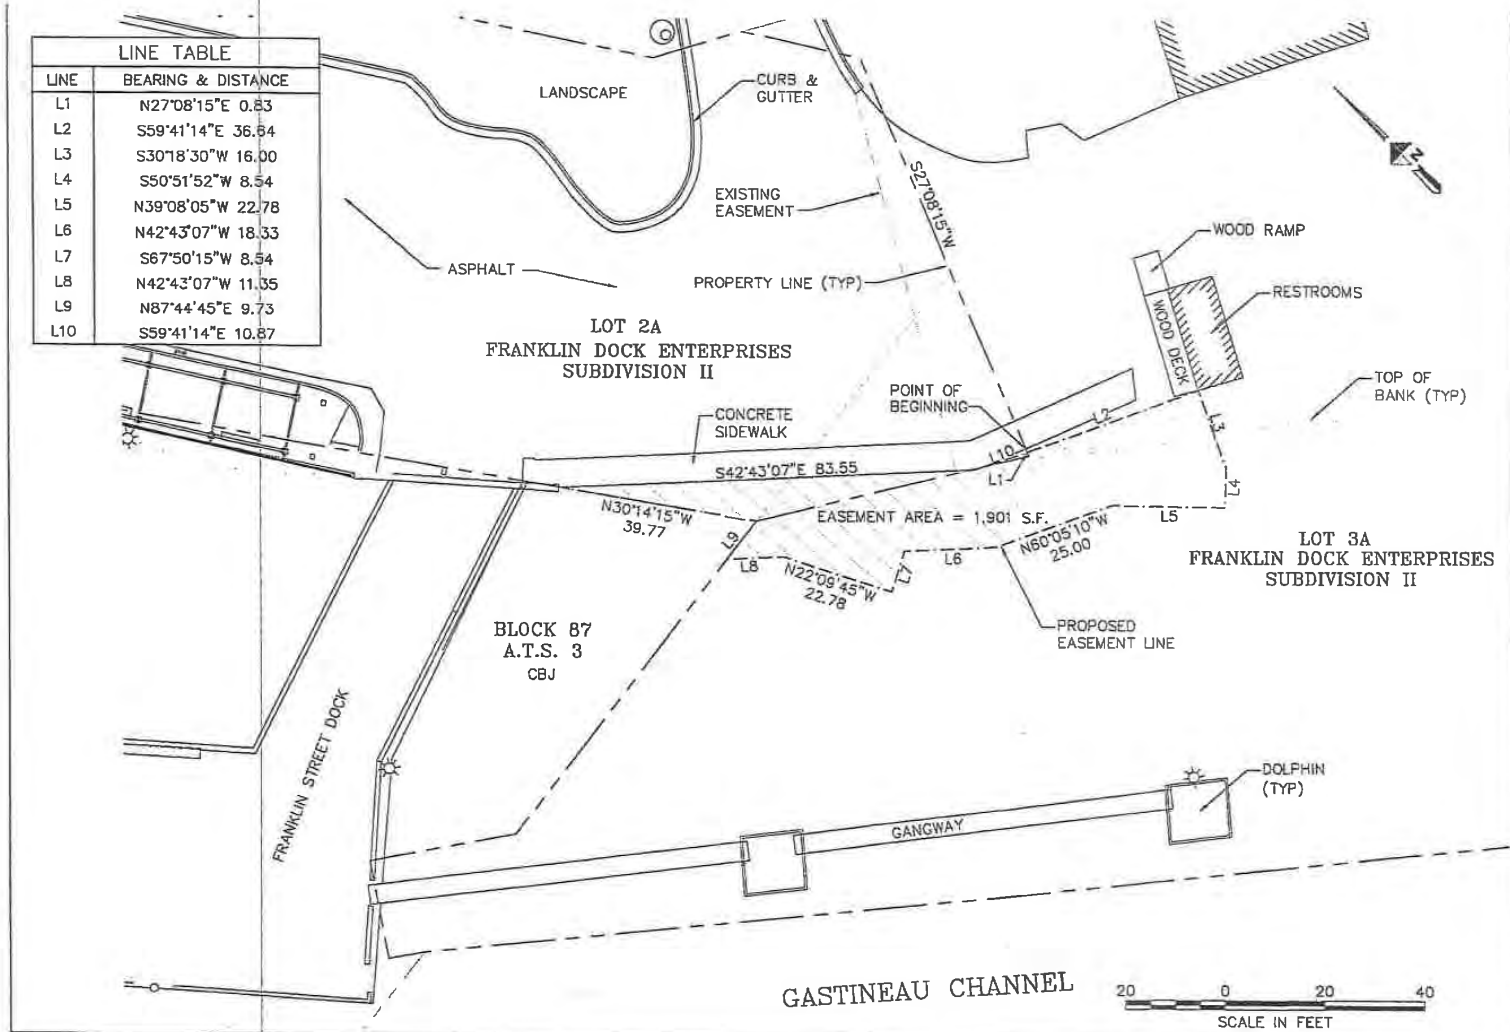 LINE TABLE
LINE BEARING & DISTANCE
L1 N27°08'15"E 0.83
L2 S59°41'14"E 36.84
L3 S30°18'30"W 16.00
L4 S50°51'52"W 8.54
L5 N39°08'05"W 22.78
L6 N42°43'07"W 18.33
L7 S67°50'15"W 8.54
L8 N42°43'07"W 11.35
L9 N87°44'45"E 9.73
L10 S59°41'14"E 10.87
LANDSCAPE
CURB &
GUTTER
N
EXISTING
EASEMENT
S27°08'15"W
ASPHALT
PROPERTY LINE (TYP)
WOOD RAMP
RESTROOMS
WOOD DECK
LOT 2A
FRANKLIN DOCK ENTERPRISES
SUBDIVISION II
POINT OF
BEGINNING
TOP OF
BANK (TYP)
CONCRETE
SIDEWALK
L2
L3
L10
L1
S42°43'07"E 83.55
L4
N30°14'15"W
39.77
EASEMENT AREA = 1,901 S.F.
L5
L9
L8
L7
L6
N60°05'10"W
25.00
N22°09'45"W
22.78
LOT 3A
FRANKLIN DOCK ENTERPRISES
SUBDIVISION II
BLOCK 87
A.T.S. 3
CBJ
PROPOSED
EASEMENT LINE
FRANKLIN STREET DOCK
DOLPHIN
(TYP)
GANGWAY
GASTINEAU CHANNEL
20 0 20 40
SCALE IN FEET